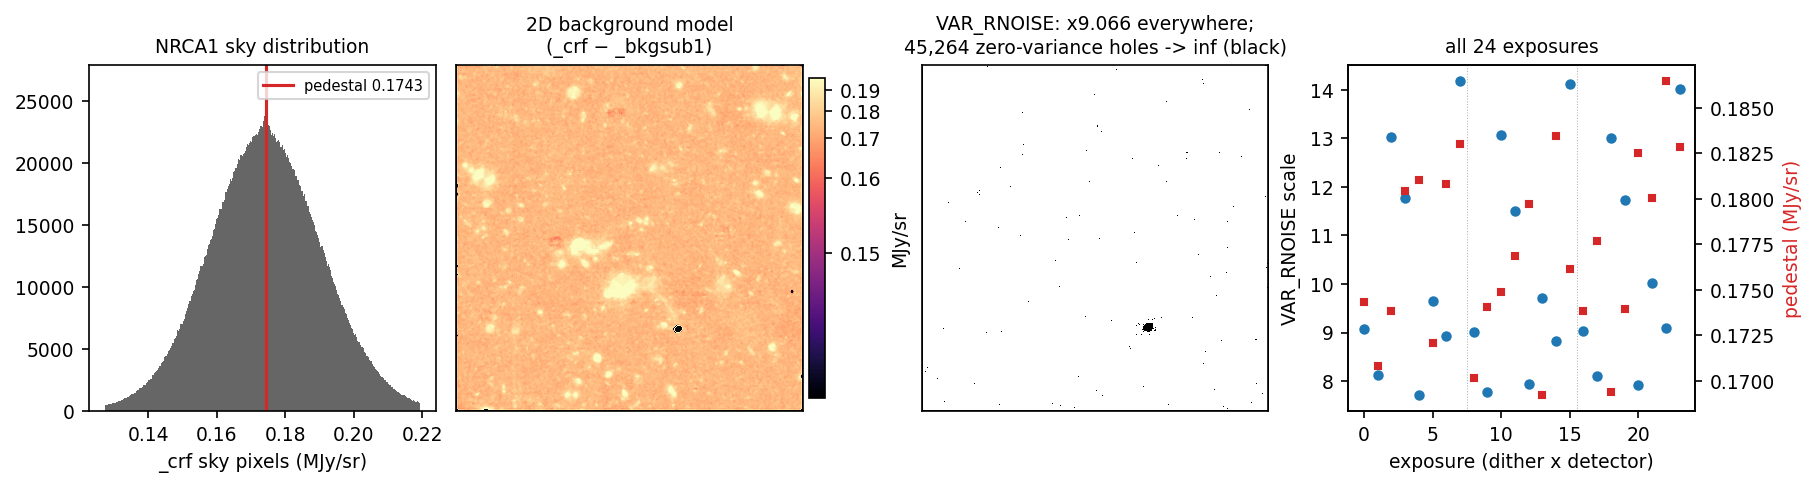 NRCA1 sky distribution
pedestal 0.1743
25000
20000
15000
10000
5000
0
0.14
0.16
0.18
0.20
0.22
_crf sky pixels (MJy/sr)
2D background model
(_crf − _bkgsub1)
0.19
0.18
0.17
0.16
0.15
MJy/sr
VAR_RNOISE: x9.066 everywhere;
45,264 zero-variance holes -> inf (black)
all 24 exposures
14
13
12
11
10
9
8
VAR_RNOISE scale
0
5
10
15
20
exposure (dither x detector)
0.1850
0.1825
0.1800
0.1775
0.1750
0.1725
0.1700
pedestal (MJy/sr)